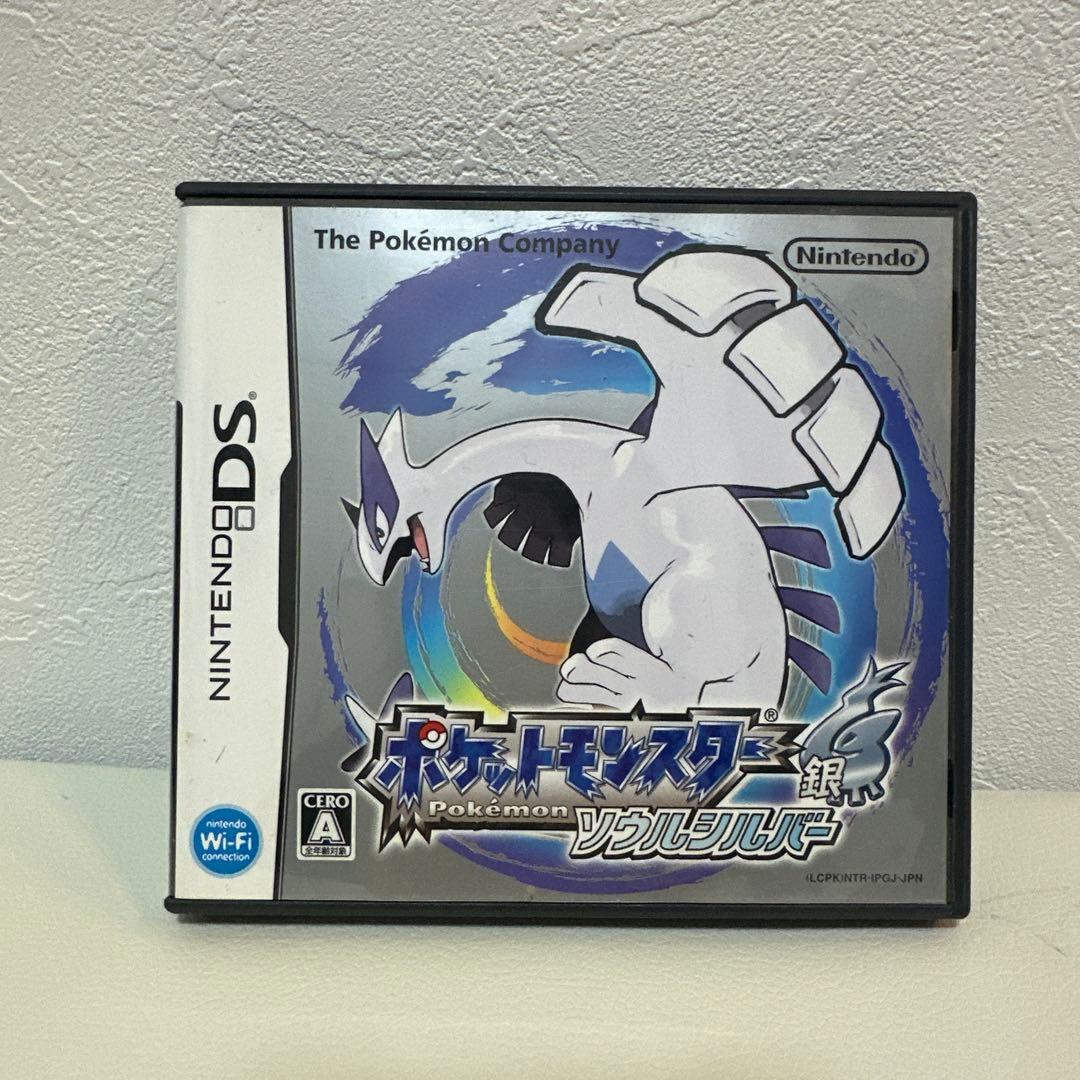 The Pokémon Company
Nintendo®
NINTENDO DS®
ポケットモンスター®
Pokémon
銀
ソウルシルバー
CERO
A
全年齢対象
nintendo
Wi-Fi
connection
(LCPK)NTR-IPGJ-JPN